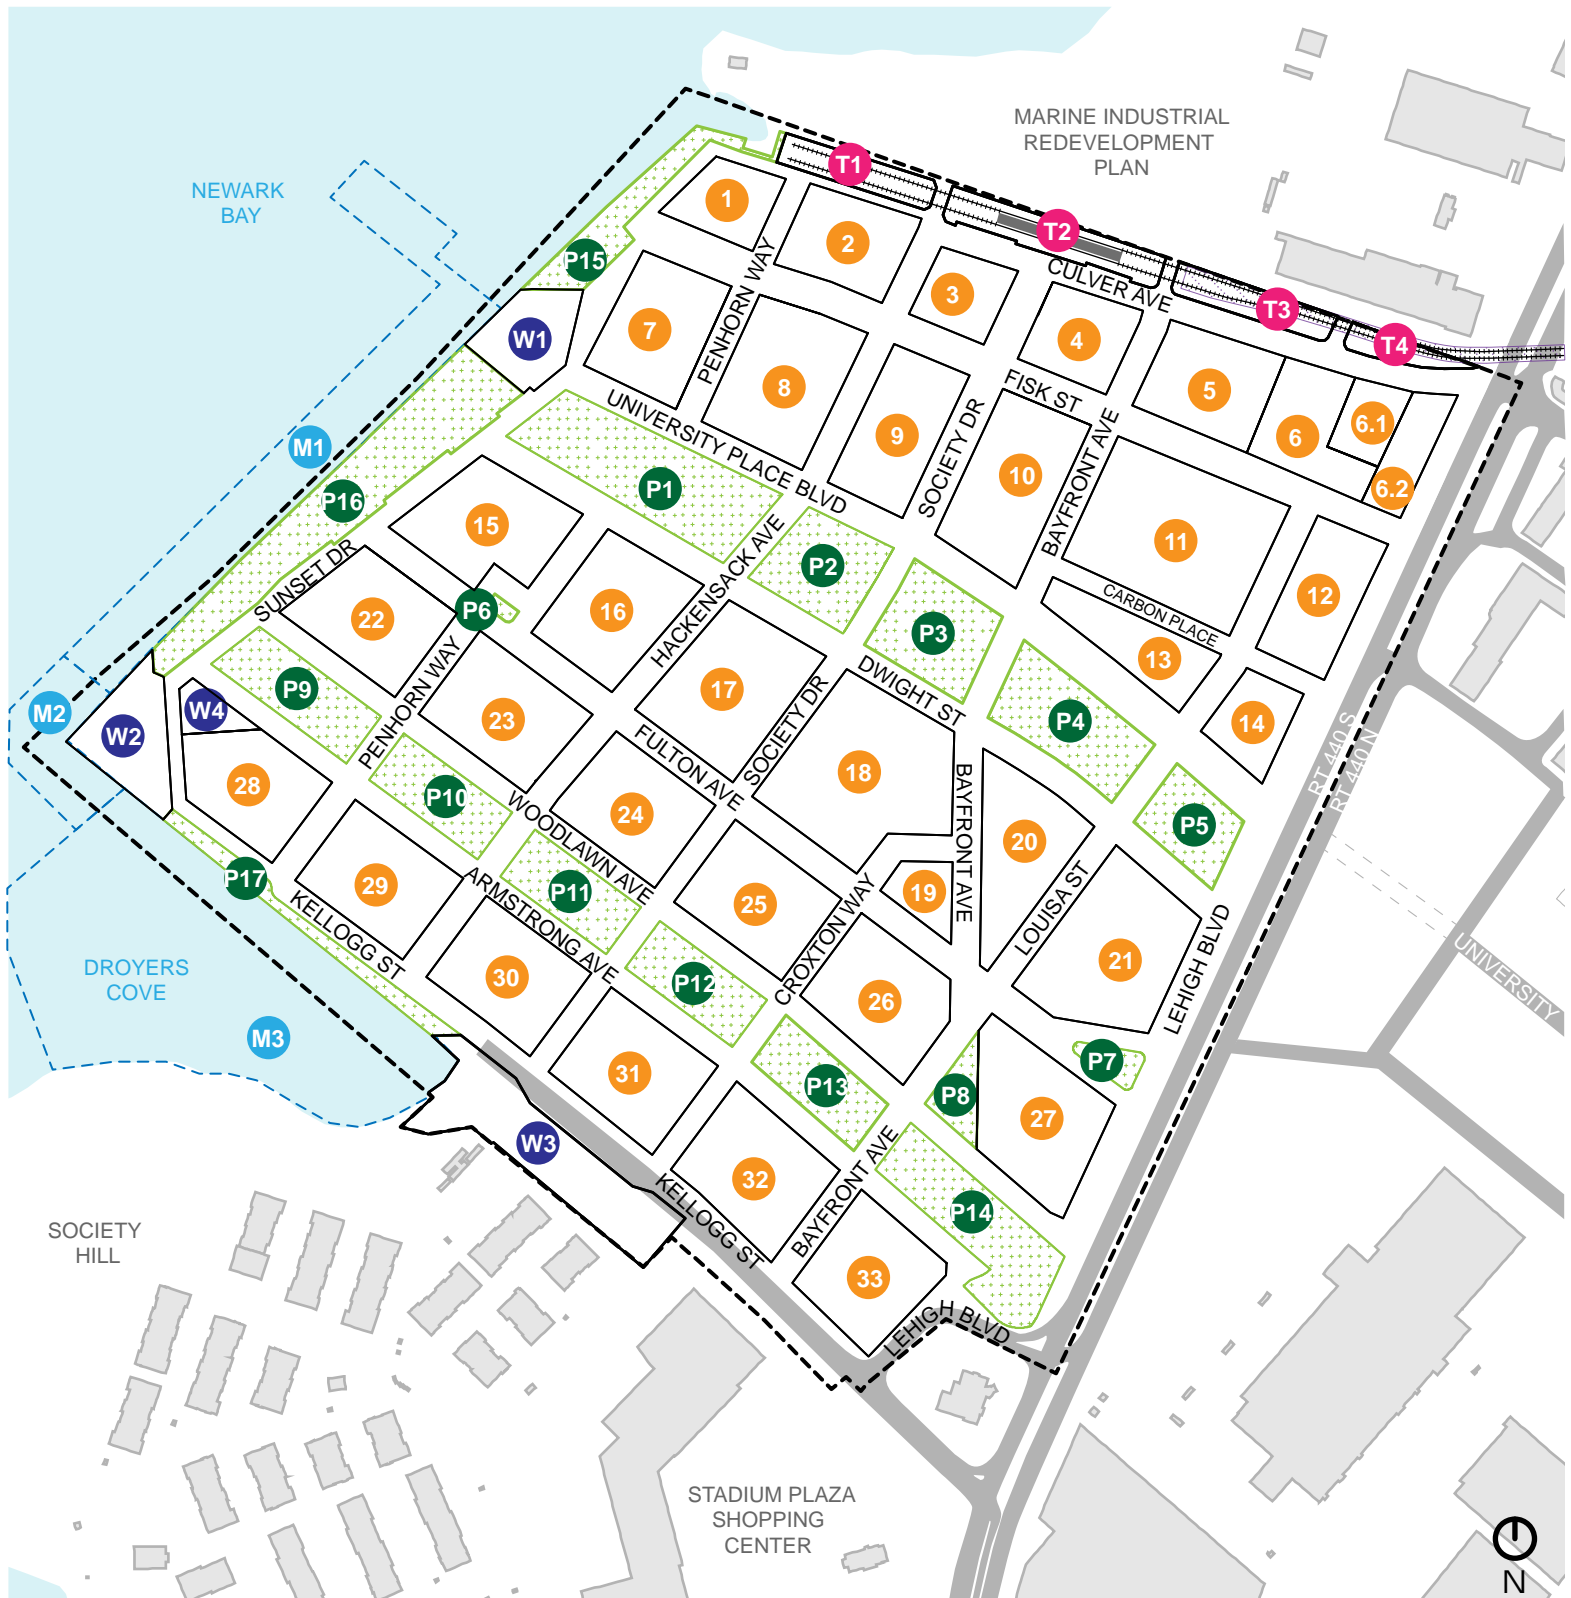 MARINE INDUSTRIAL
REDEVELOPMENT
PLAN
NEWARK
BAY
T1
T2
T3
T4
CULVER AVE
1
2
3
4
5
6
6.1
6.2
P15
W1
7
PENHORN WAY
8
9
SOCIETY DR
FISK ST
10
BAYFRONT AVE
11
12
UNIVERSITY PLACE BLVD
M1
P16
P1
15
SUNSET DR
22
P6
16
HACKENSACK AVE
P2
P3
CARBON PLACE
13
14
M2
W2
W4
P9
PENHORN WAY
23
17
SOCIETY DR
DWIGHT ST
P4
RT 440 S
RT 440 N
28
P10
WOODLAWN AVE
24
FULTON AVE
18
BAYFRONT AVE
20
P5
P17
29
ARMSTRONG AVE
P11
25
CROXTON WAY
19
LOUISA ST
21
LEHIGH BLVD
UNIVERSITY
KELLOGG ST
DROYERS
COVE
M3
30
P12
26
31
P13
P8
P7
27
W3
32
KELLOGG ST
BAYFRONT AVE
P14
33
LEHIGH BLVD
SOCIETY
HILL
STADIUM PLAZA
SHOPPING
CENTER
N